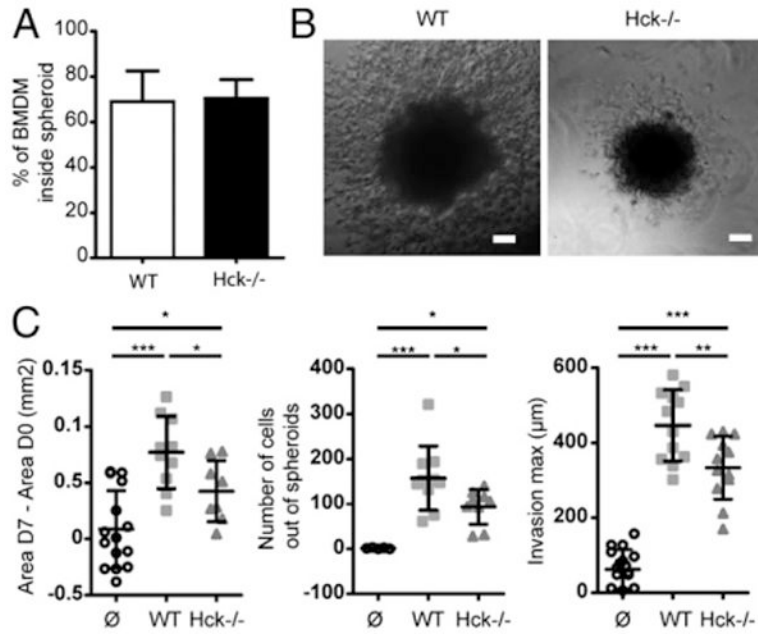 A
% of BMDM
inside spheroid
100
80
60
40
20
0
WT
Hck-/-
B
WT
Hck-/-
C
*
***
*
Area D7 - Area D0 (mm2)
0.15
0.1
0.5
0
-0.5
Ø
WT
Hck-/-
*
***
*
Number of cells
out of spheroids
400
300
200
100
0
-100
Ø
WT
Hck-/-
***
***
**
Invasion max (µm)
600
400
200
0
Ø
WT
Hck-/-